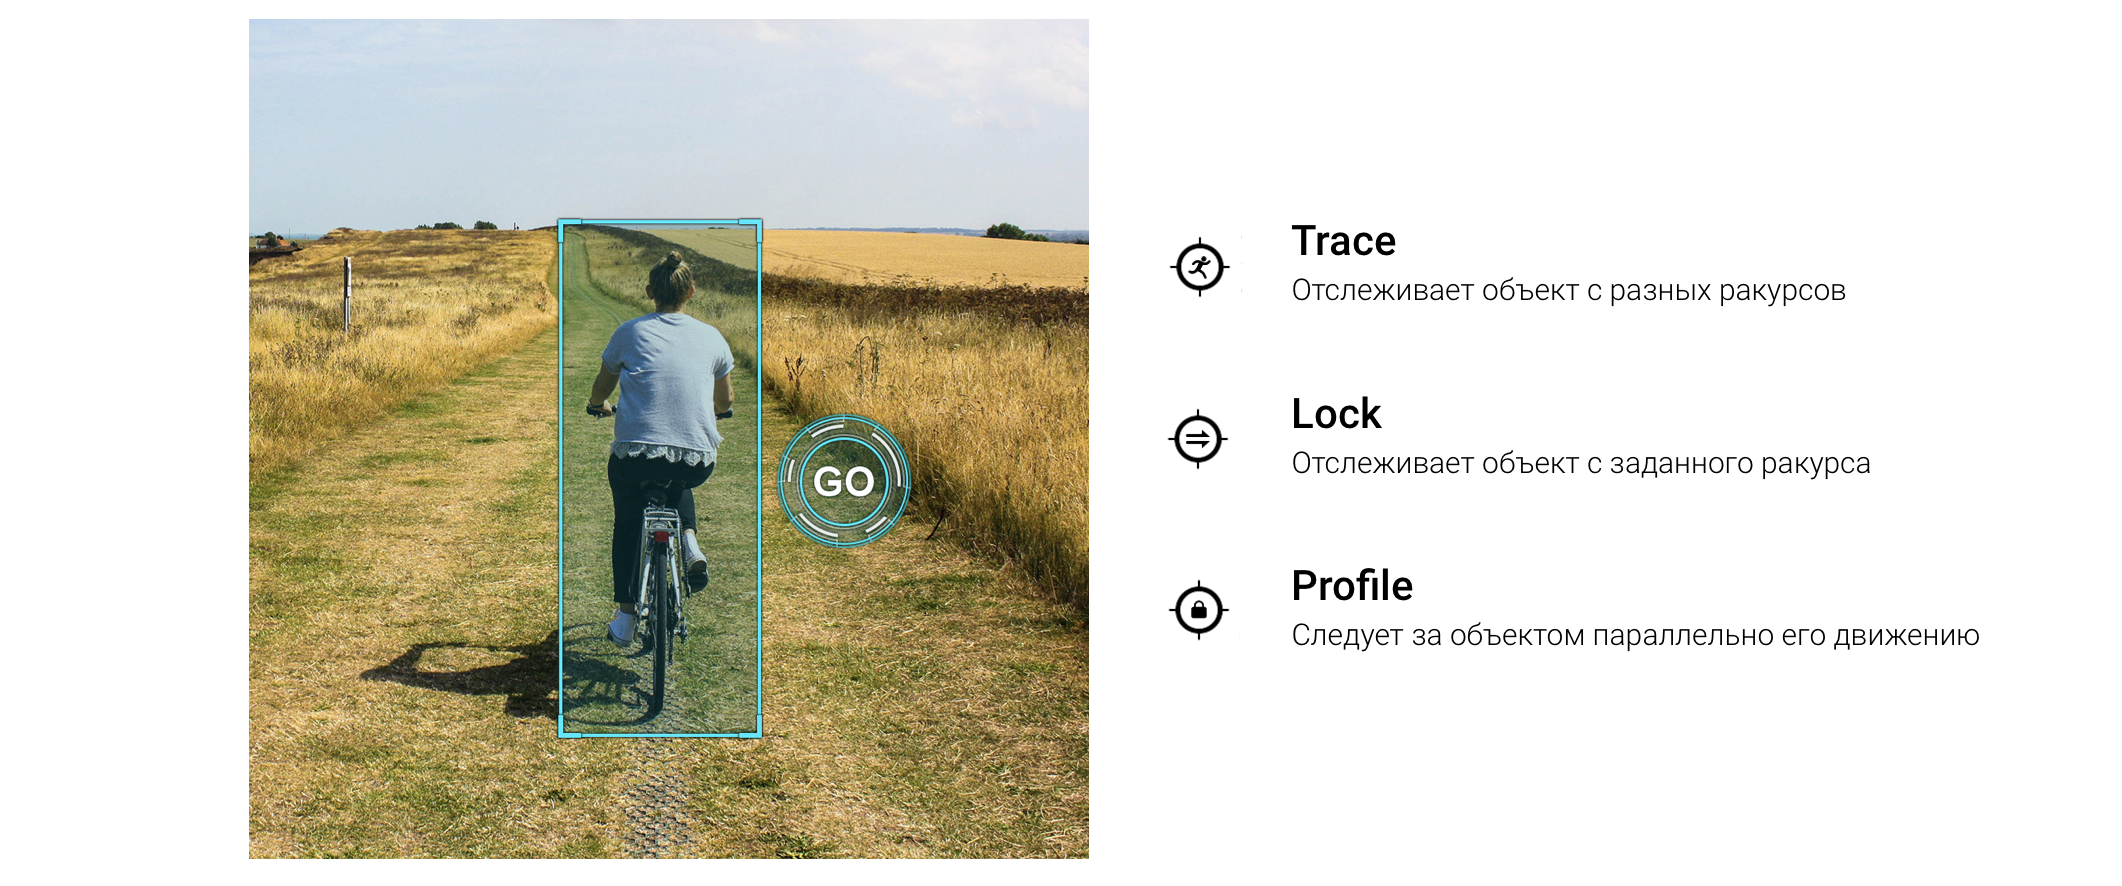 GO
Trace
Отслеживает объект с разных ракурсов
Lock
Отслеживает объект с заданного ракурса
Profile
Следует за объектом параллельно его движению